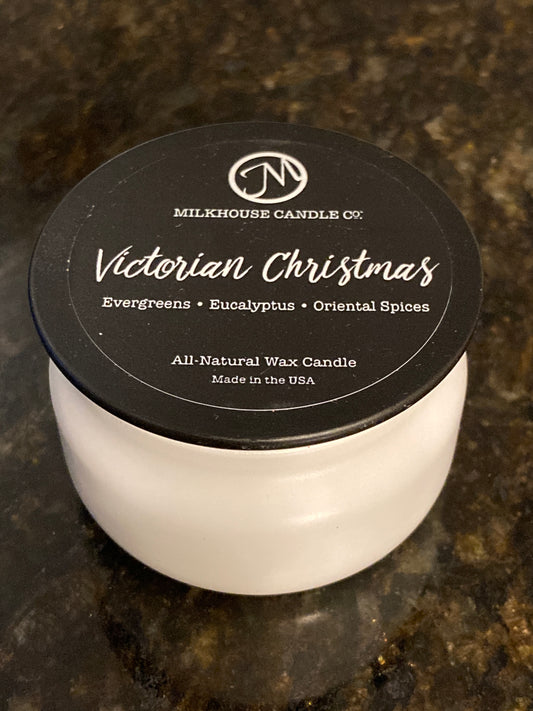 JM
MILKHOUSE CANDLE Co.
Victorian Christmas
Evergreens • Eucalyptus • Oriental Spices
All-Natural Wax Candle
Made in the USA